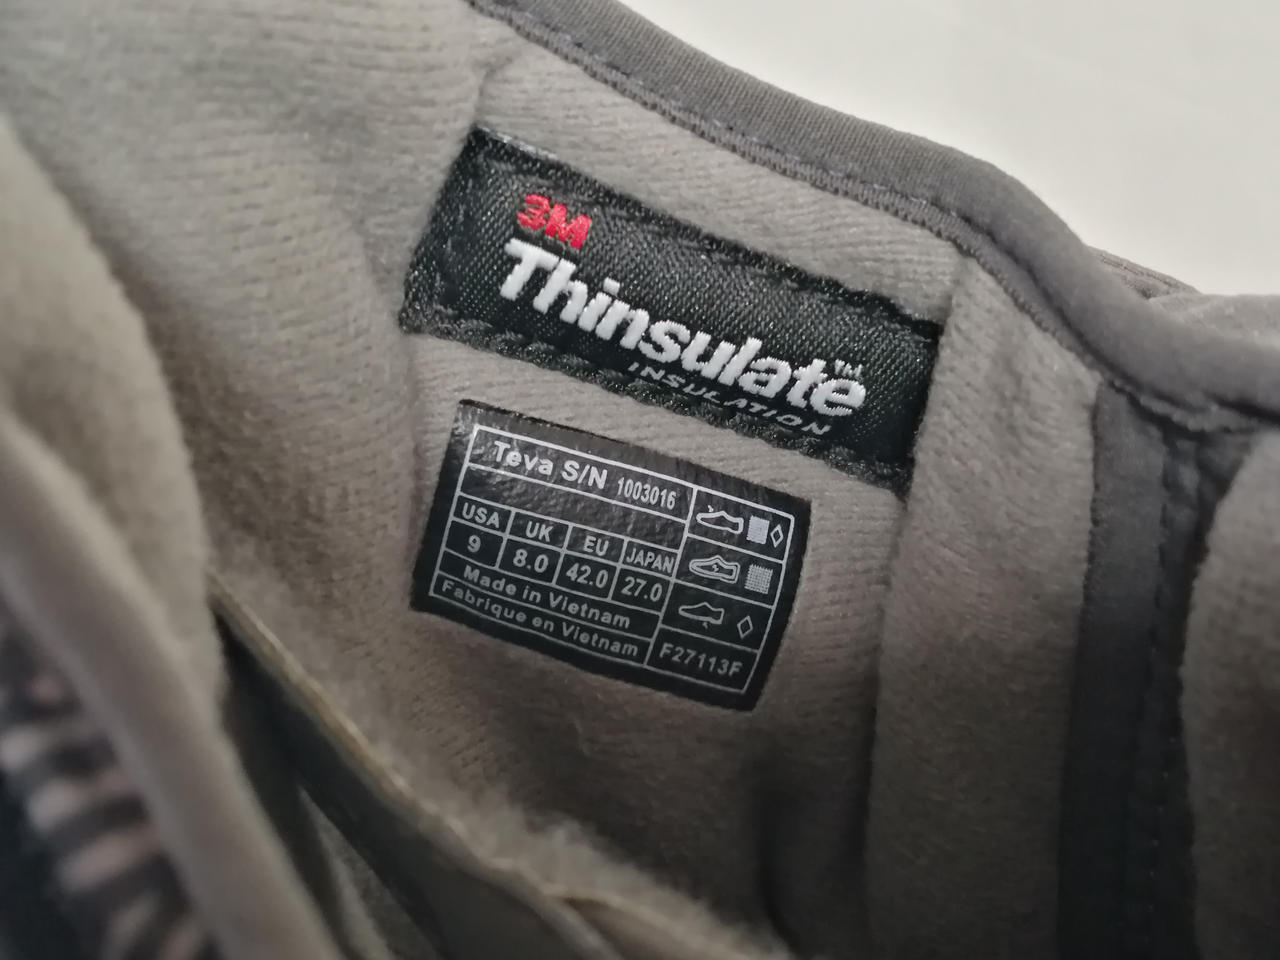 3M
Thinsulate™
INSULATION
Teva S/N 1003016
USA UK EU JAPAN
9 8.0 42.0 27.0
Made in Vietnam
Fabrique en Vietnam
F27113F